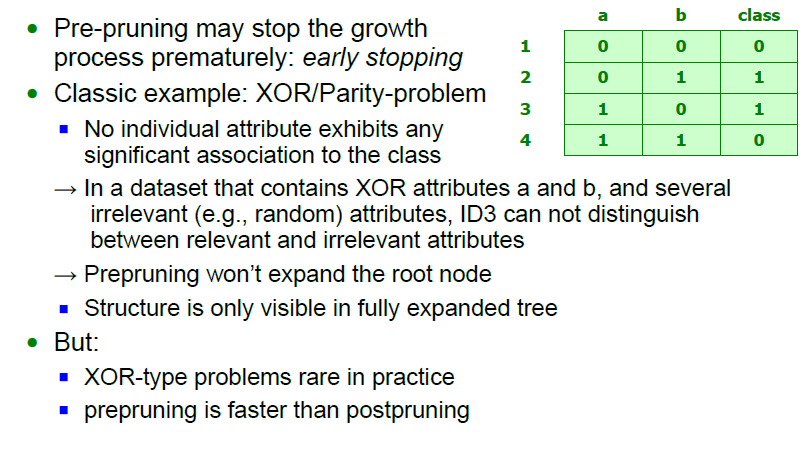 • Pre-pruning may stop the growth
process prematurely: early stopping
• Classic example: XOR/Parity-problem
▪ No individual attribute exhibits any
significant association to the class
→ In a dataset that contains XOR attributes a and b, and several
irrelevant (e.g., random) attributes, ID3 can not distinguish
between relevant and irrelevant attributes
→ Prepruning won't expand the root node
▪ Structure is only visible in fully expanded tree
• But:
▪ XOR-type problems rare in practice
▪ prepruning is faster than postpruning
a b class
1 0 0 0
2 0 1 1
3 1 0 1
4 1 1 0